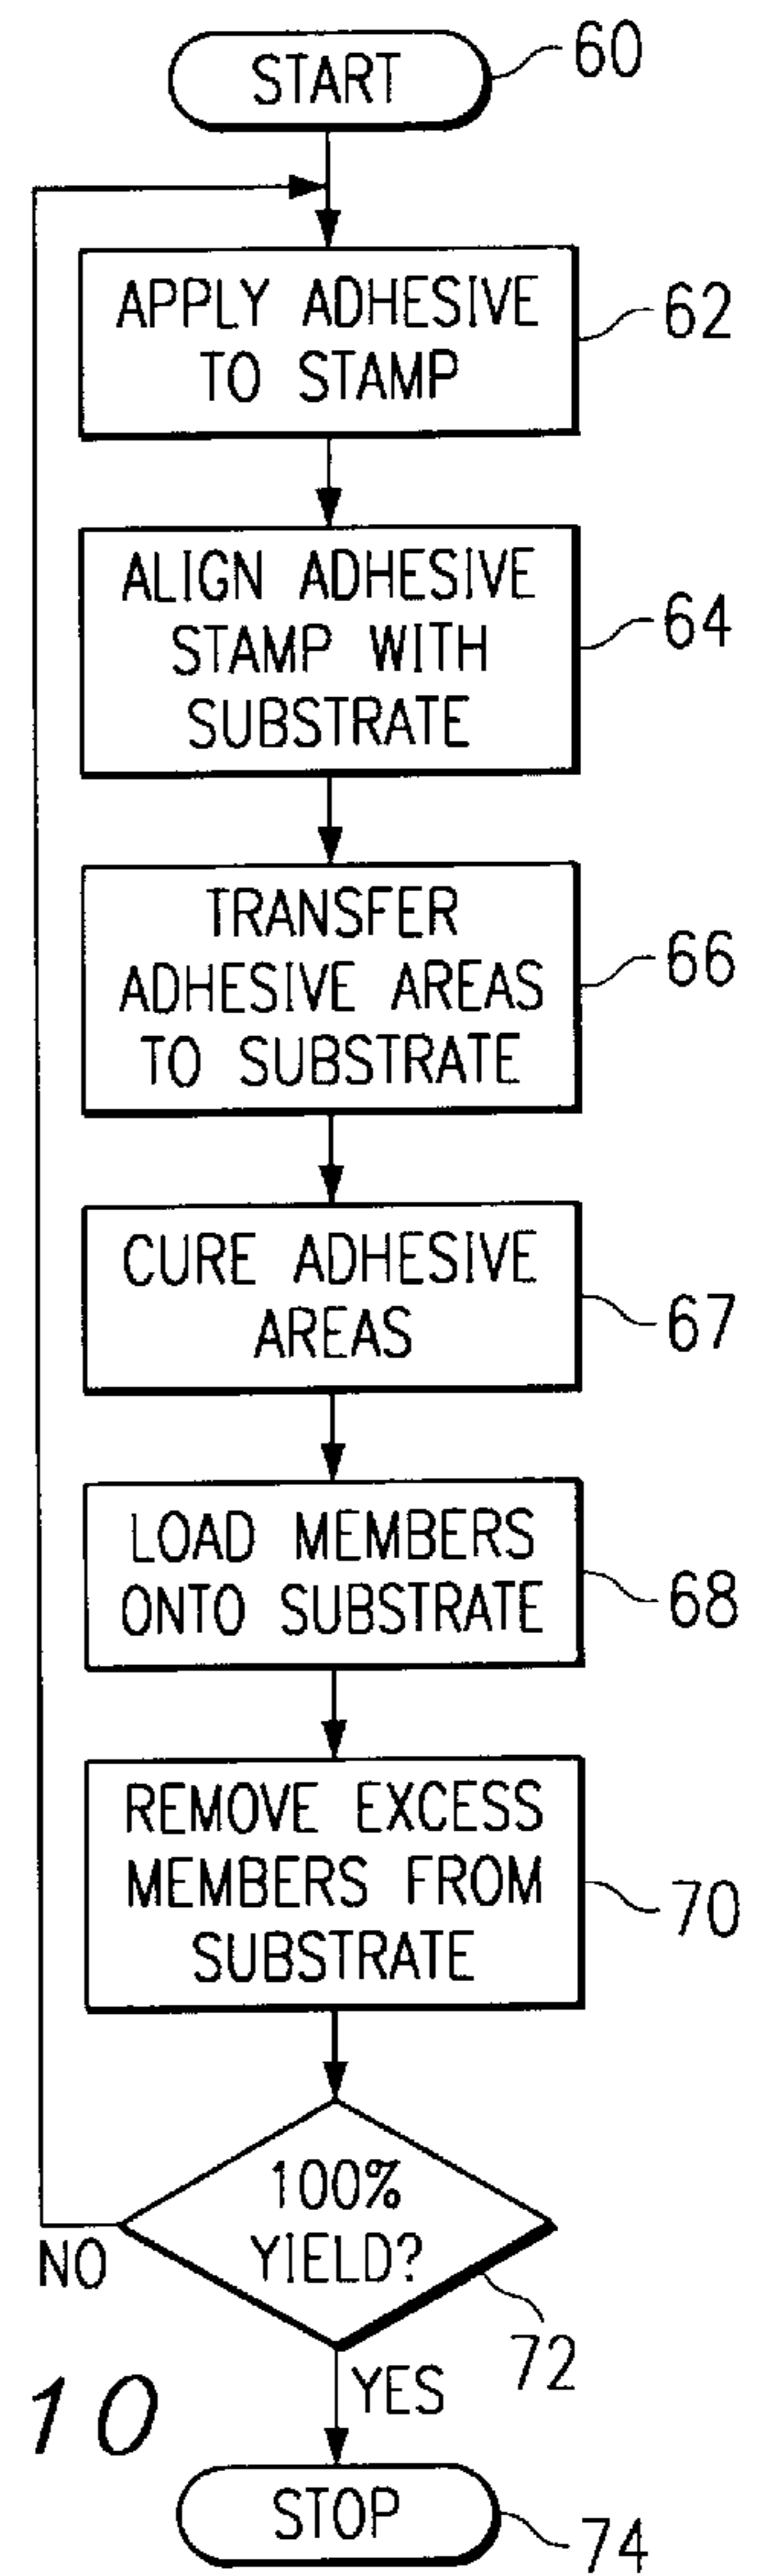 START
60
APPLY ADHESIVE
TO STAMP
62
ALIGN ADHESIVE
STAMP WITH
SUBSTRATE
64
TRANSFER
ADHESIVE AREAS
TO SUBSTRATE
66
CURE ADHESIVE
AREAS
67
LOAD MEMBERS
ONTO SUBSTRATE
68
REMOVE EXCESS
MEMBERS FROM
SUBSTRATE
70
100%
YIELD?
NO
72
YES
10
STOP
74